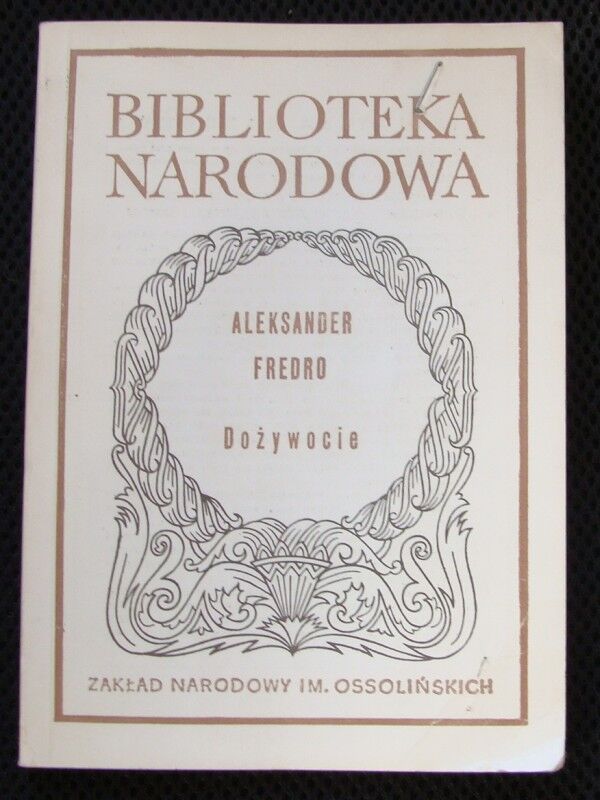 BIBLIOTEKA
NARODOWA
ALEKSANDER
FREDRO
Dożywocie
ZAKŁAD NARODOWY IM. OSSOLIŃSKICH